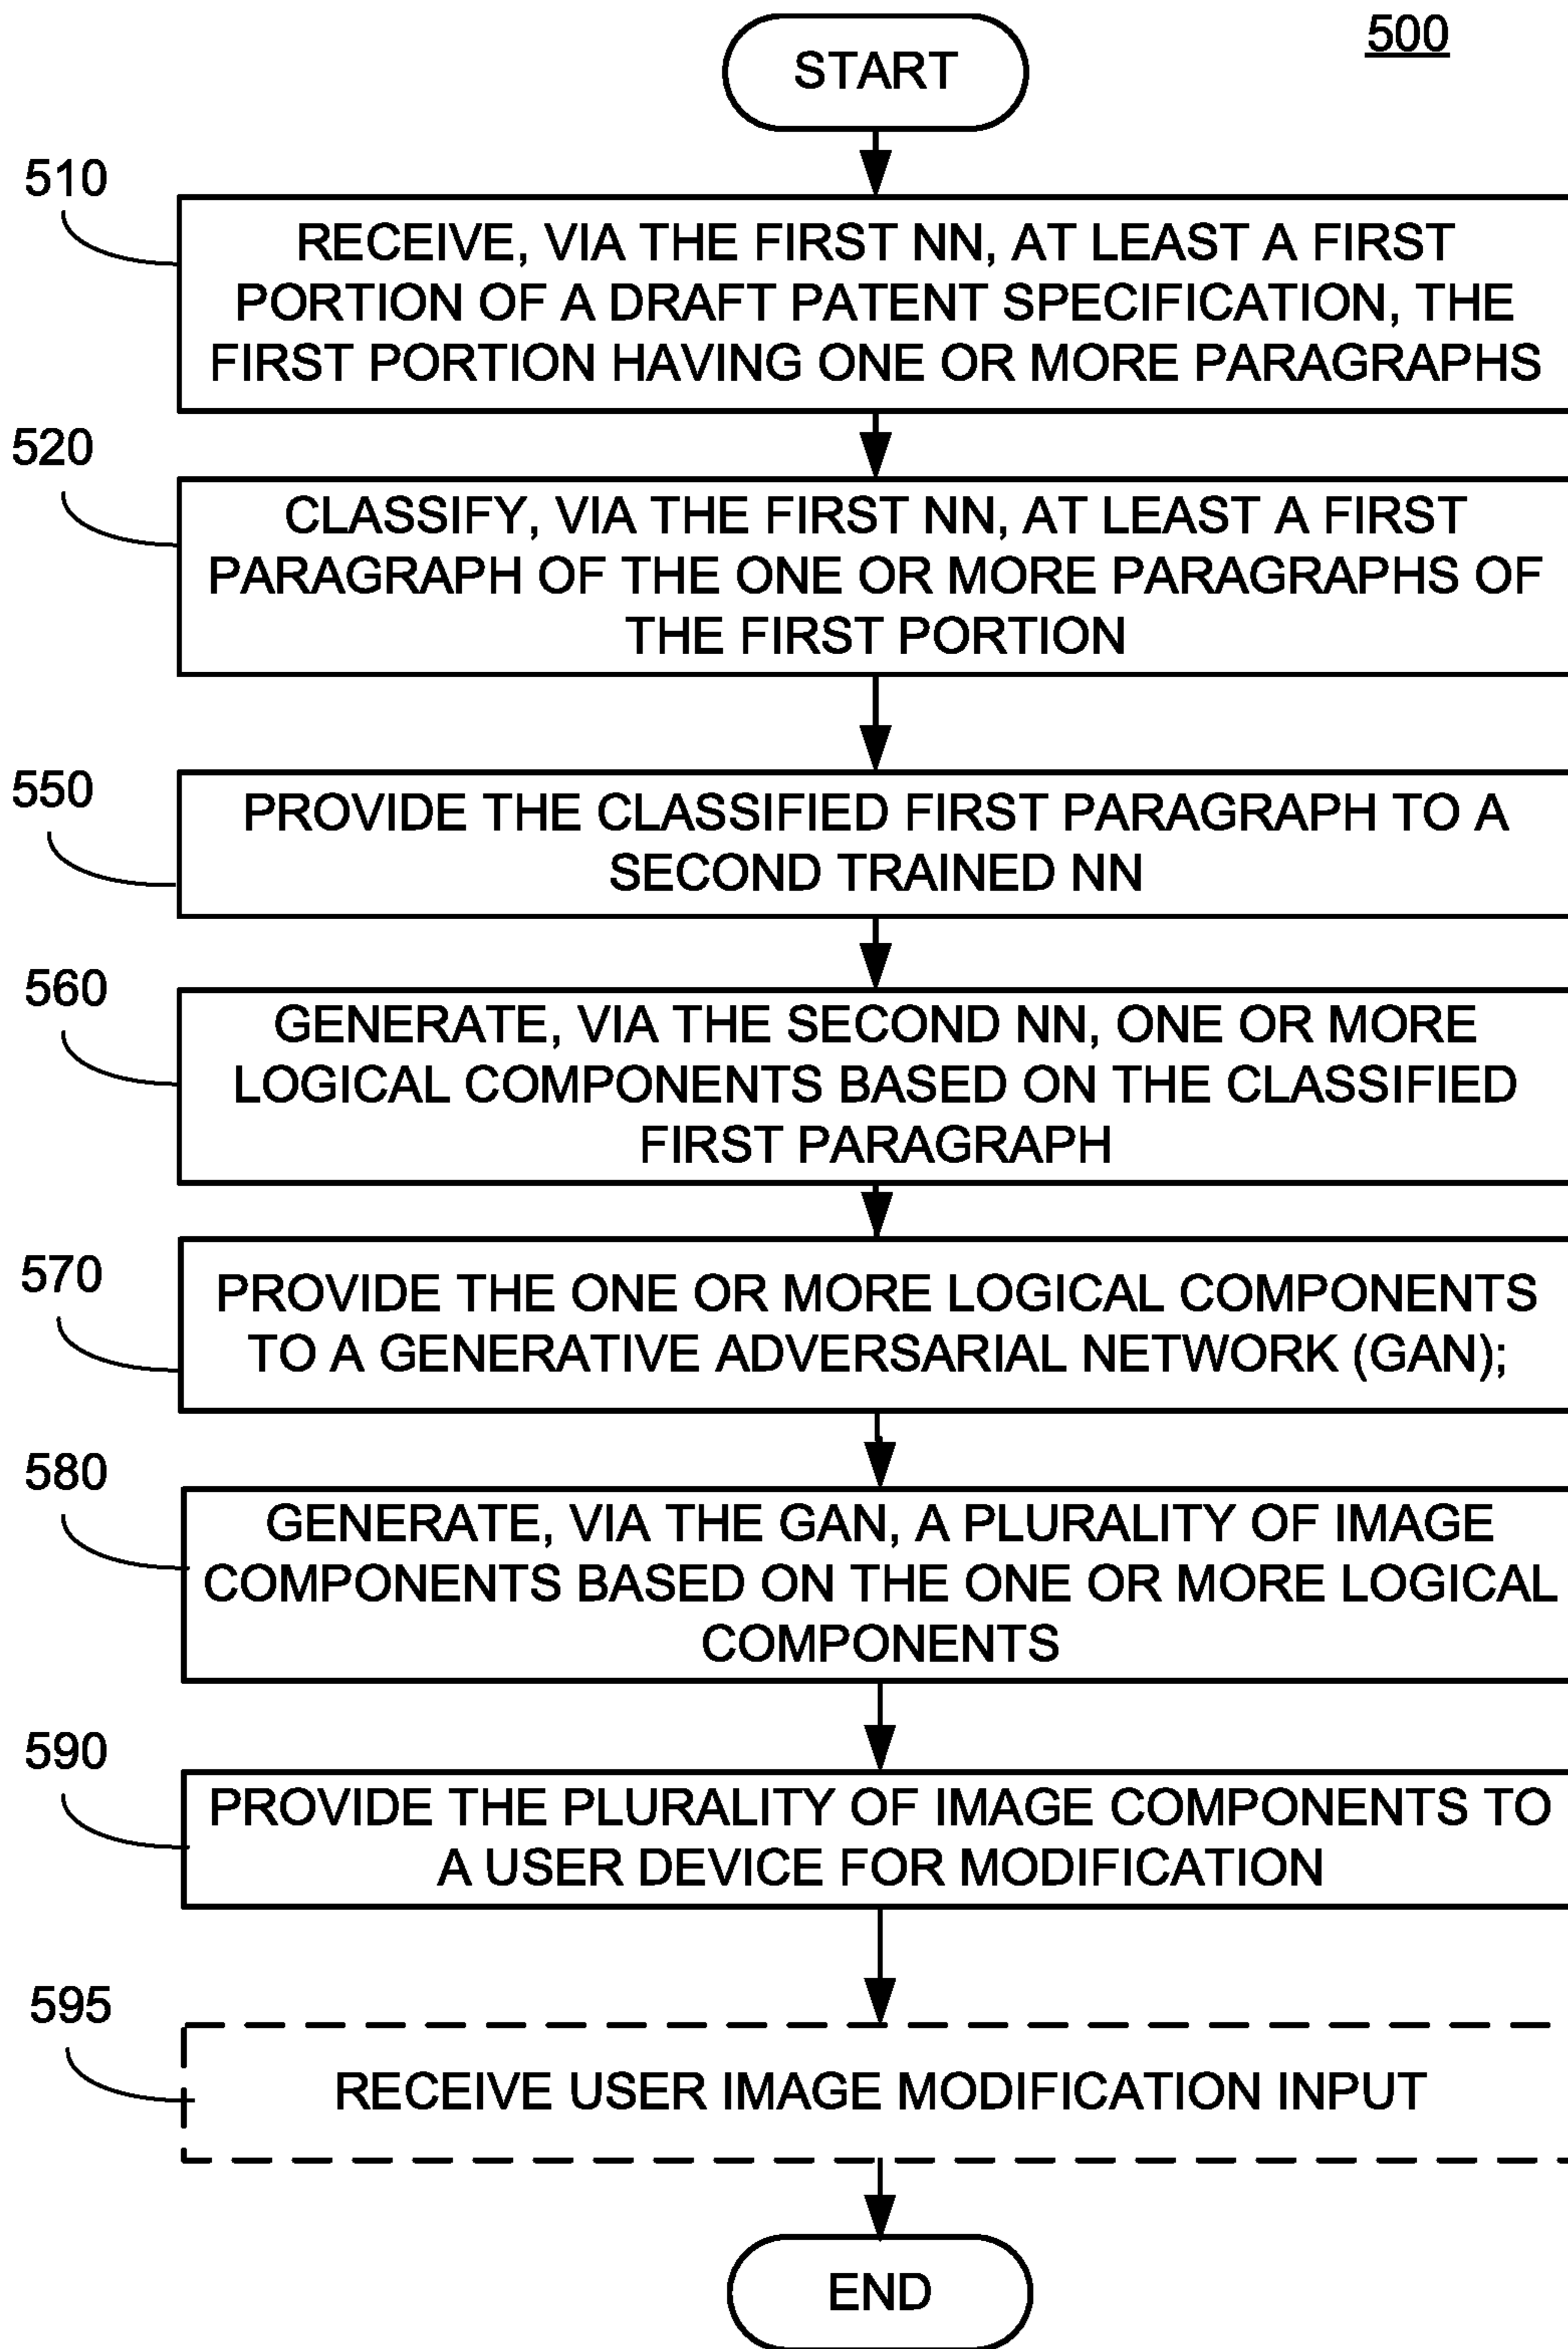 500
START
510
RECEIVE, VIA THE FIRST NN, AT LEAST A FIRST
PORTION OF A DRAFT PATENT SPECIFICATION, THE
FIRST PORTION HAVING ONE OR MORE PARAGRAPHS
520
CLASSIFY, VIA THE FIRST NN, AT LEAST A FIRST
PARAGRAPH OF THE ONE OR MORE PARAGRAPHS OF
THE FIRST PORTION
550
PROVIDE THE CLASSIFIED FIRST PARAGRAPH TO A
SECOND TRAINED NN
560
GENERATE, VIA THE SECOND NN, ONE OR MORE
LOGICAL COMPONENTS BASED ON THE CLASSIFIED
FIRST PARAGRAPH
570
PROVIDE THE ONE OR MORE LOGICAL COMPONENTS
TO A GENERATIVE ADVERSARIAL NETWORK (GAN);
580
GENERATE, VIA THE GAN, A PLURALITY OF IMAGE
COMPONENTS BASED ON THE ONE OR MORE LOGICAL
COMPONENTS
590
PROVIDE THE PLURALITY OF IMAGE COMPONENTS TO
A USER DEVICE FOR MODIFICATION
595
RECEIVE USER IMAGE MODIFICATION INPUT
END